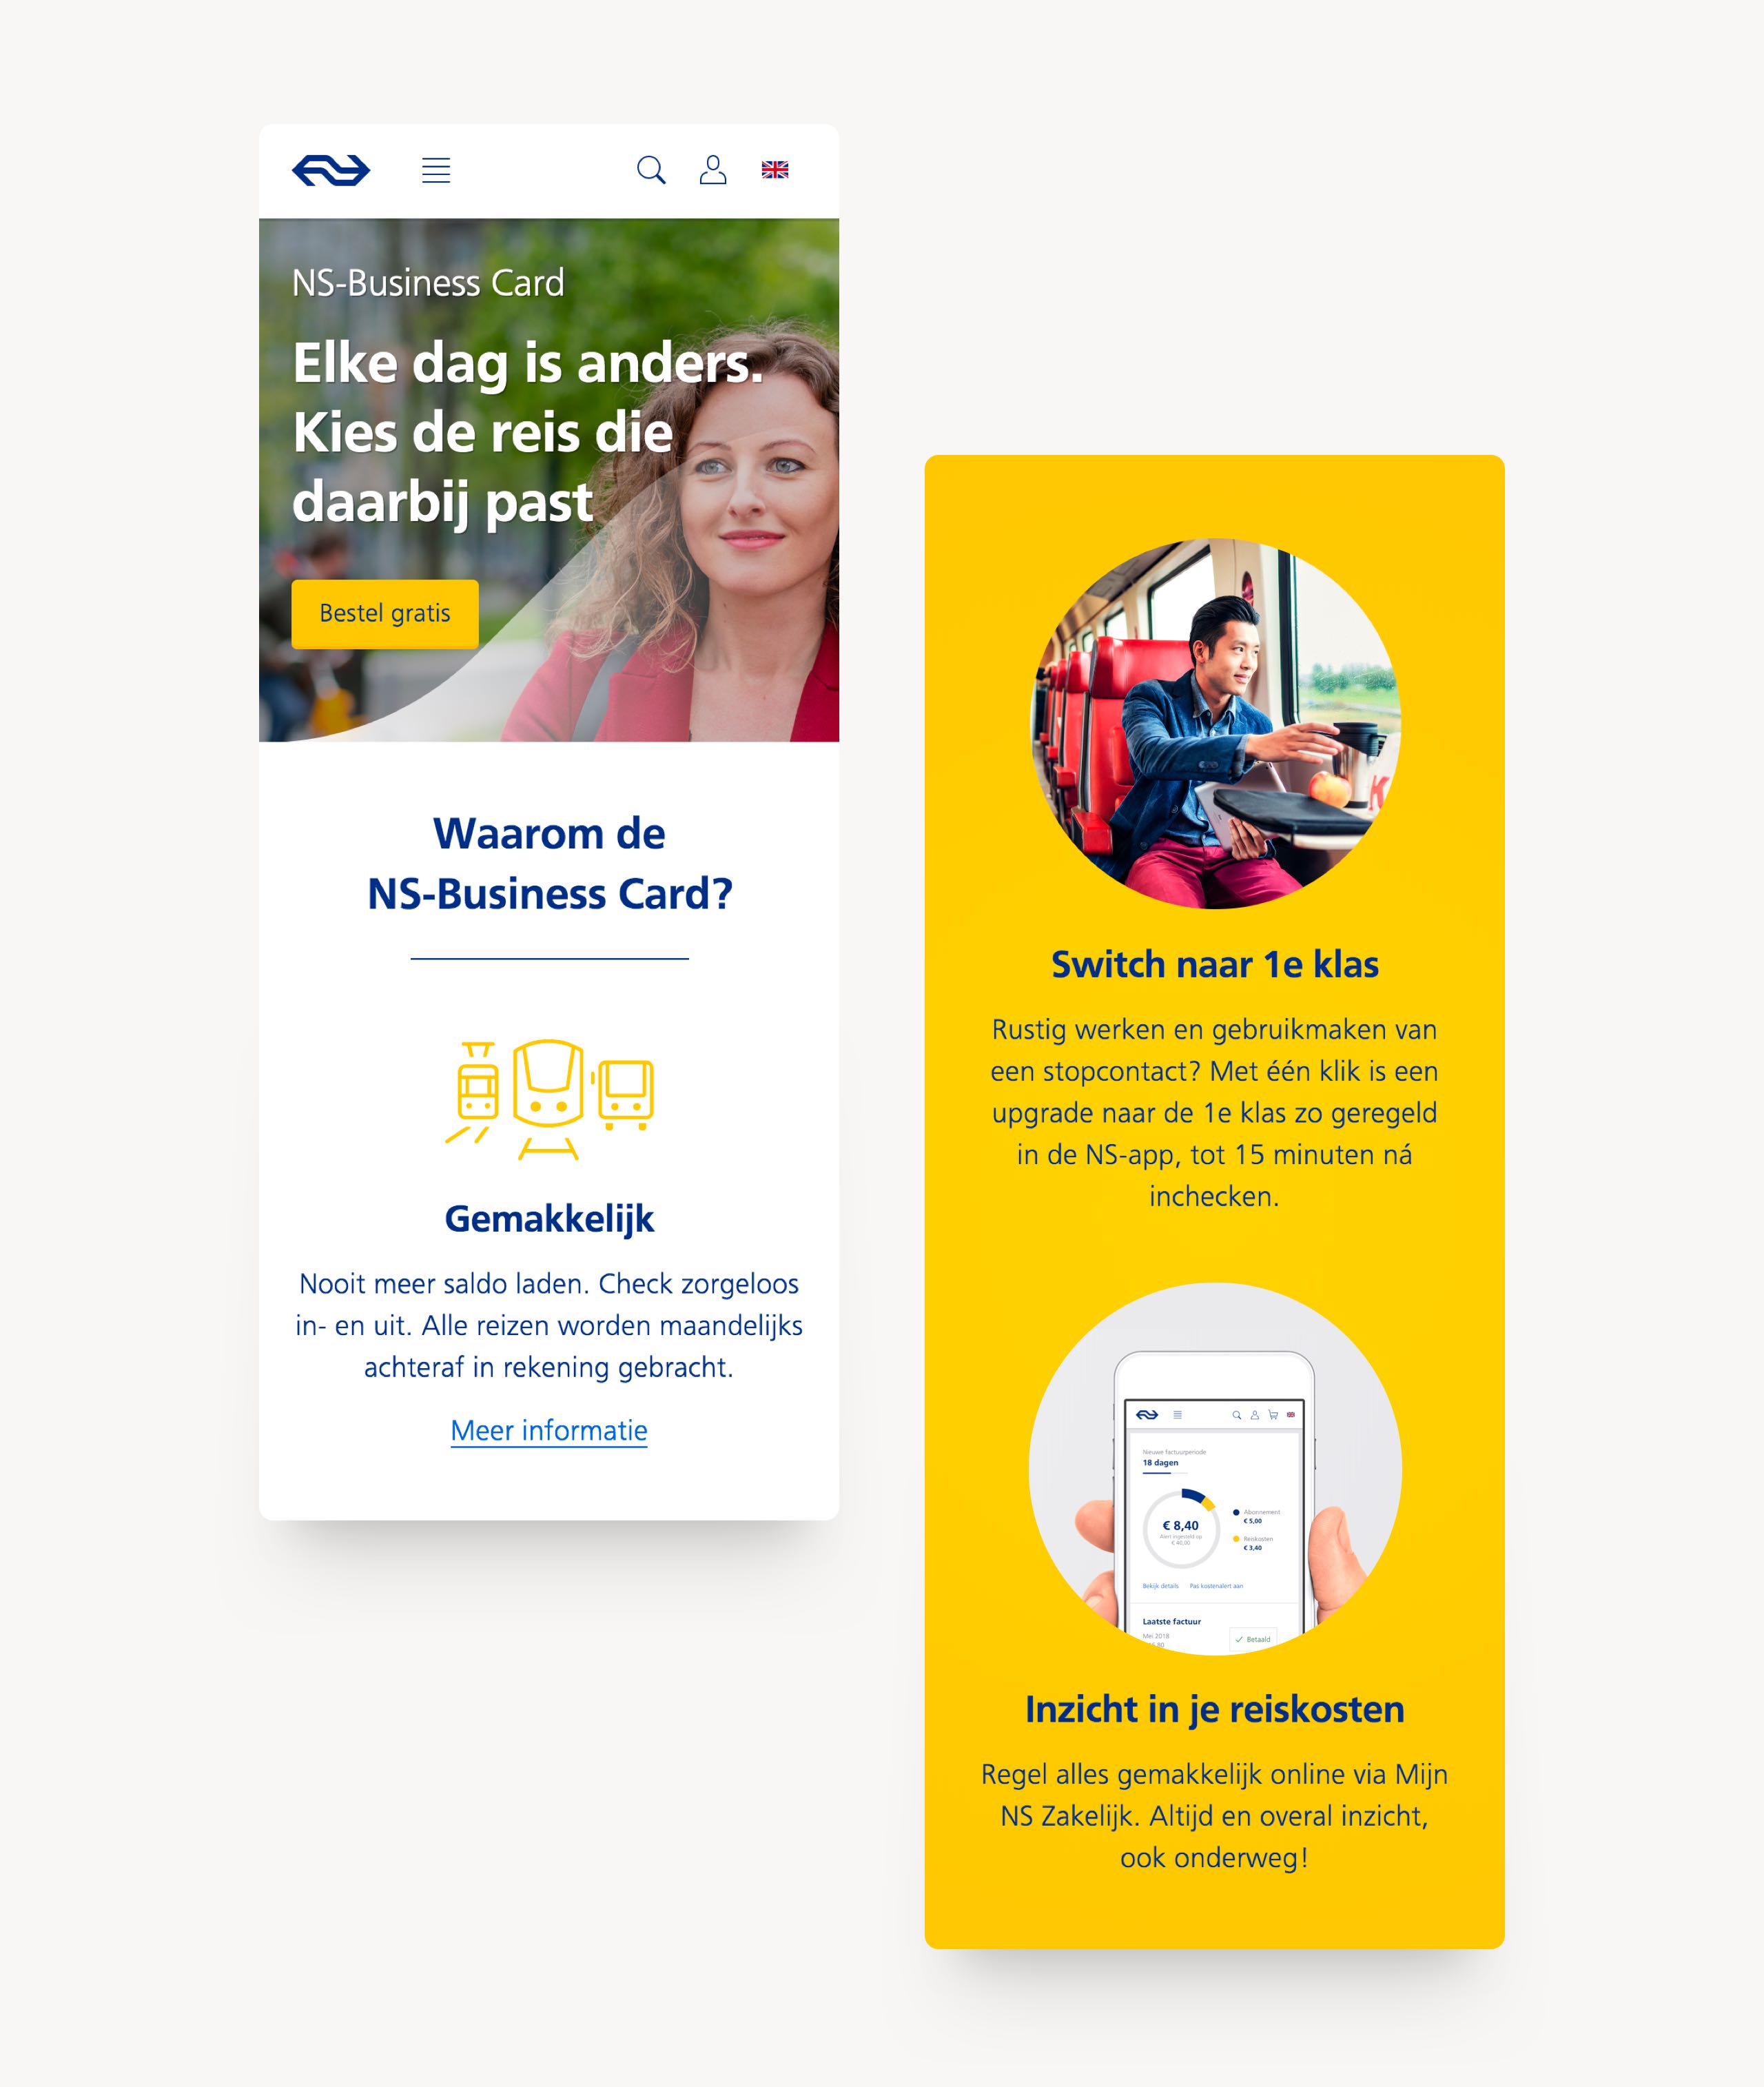 NS-Business Card
Elke dag is anders.
Kies de reis die
daarbij past
Bestel gratis
Waarom de
NS-Business Card?
Gemakkelijk
Nooit meer saldo laden. Check zorgeloos
in- en uit. Alle reizen worden maandelijks
achteraf in rekening gebracht.
Meer informatie
Switch naar 1e klas
Rustig werken en gebruikmaken van
een stopcontact? Met één klik is een
upgrade naar de 1e klas zo geregeld
in de NS-app, tot 15 minuten ná
inchecken.
Nieuwe factuurperiode
18 dagen
€ 8,40
Alert ingesteld op
€ 40,00
Abonnement
€ 5,00
Reiskosten
€ 3,40
Bekijk details Pas kostenalert aan
Laatste factuur
Mei 2018
Betaald
Inzicht in je reiskosten
Regel alles gemakkelijk online via Mijn
NS Zakelijk. Altijd en overal inzicht,
ook onderweg!